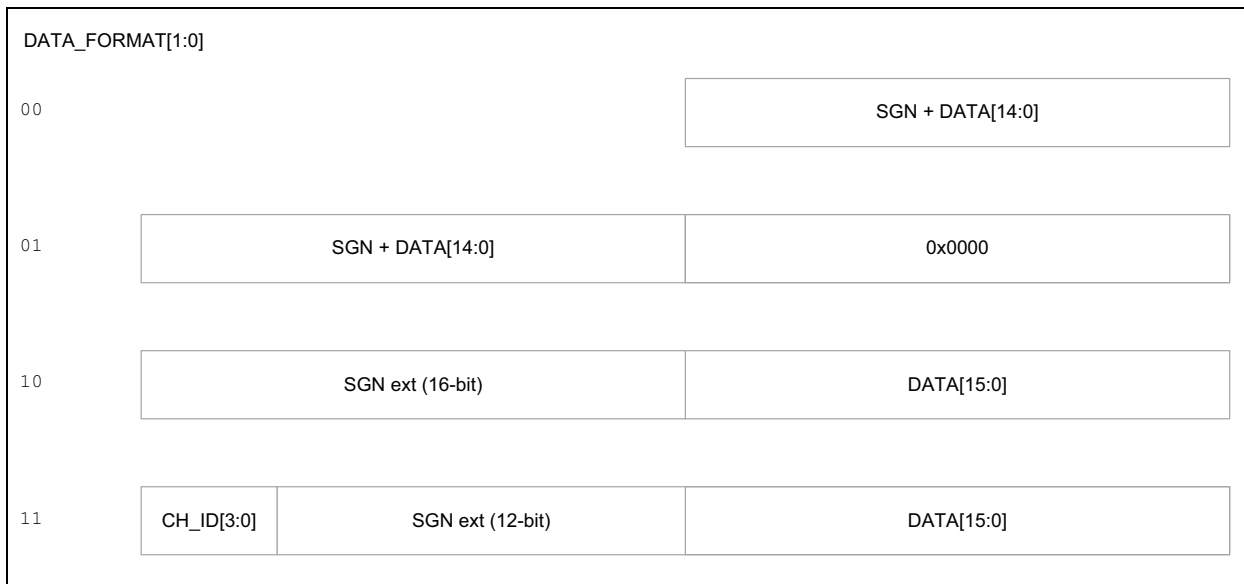 DATA_FORMAT[1:0]
00 SGN + DATA[14:0]
01 SGN + DATA[14:0] 0x0000
10 SGN ext (16-bit) DATA[15:0]
11 CH_ID[3:0] SGN ext (12-bit) DATA[15:0]